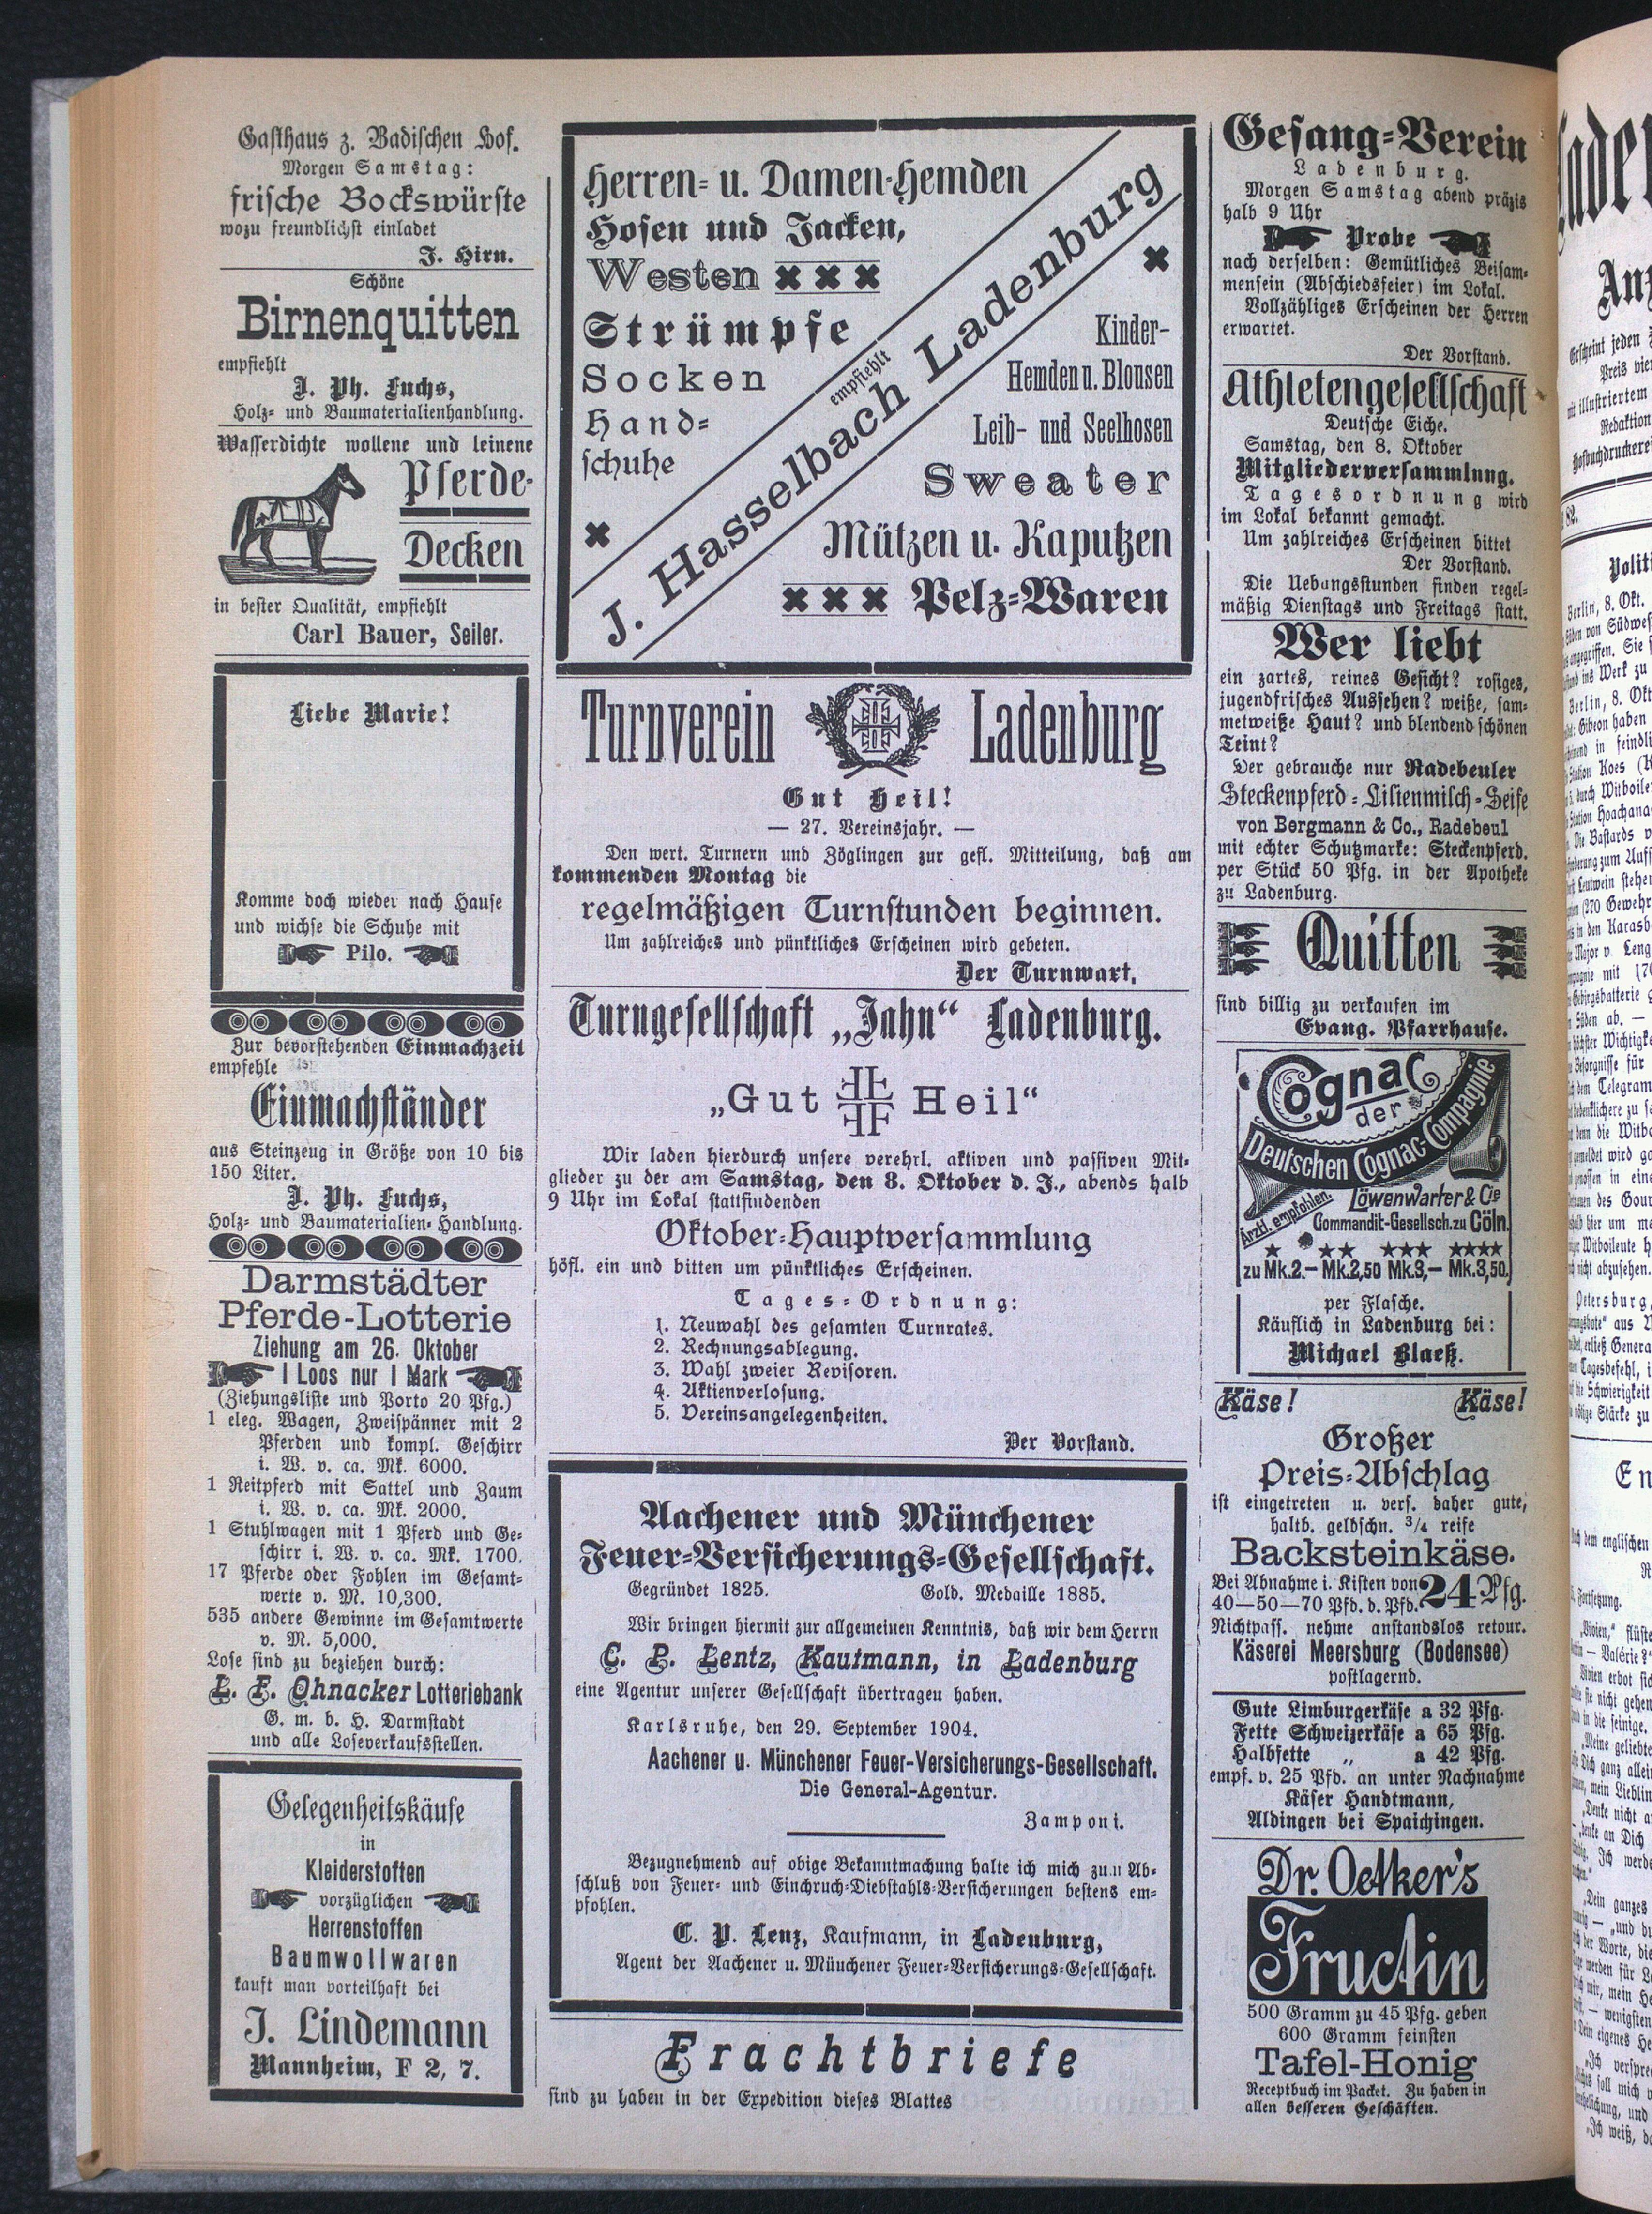 Gasthaus z. Badischen Hof.
Morgen Samstag:
frische Bockswürste
wozu freundlichst einladet
J. Hirn.
Schöne
Birnenquitten
empfiehlt
J. Ph. Fuchs,
Holz- und Baumaterialienhandlung.
Wasserdichte wollene und leinene
Pferde-
Decken
in bester Qualität, empfiehlt
Carl Bauer, Seiler.
Liebe Marie!
Komme doch wieder nach Hause
und wichse die Schuhe mit
Pilo.
Zur bevorstehenden Einmachzeit
empfehle
Einmachständer
aus Steinzeug in Größe von 10 bis
150 Liter.
J. Ph. Fuchs,
Holz- und Baumaterialien-Handlung.
Darmstädter
Pferde-Lotterie
Ziehung am 26. Oktober
1 Loos nur 1 Mark
(Ziehungsliste und Porto 20 Pfg.)
1 eleg. Wagen, Zweispänner mit 2
Pferden und kompl. Geschirr
i. W. v. ca. Mk. 6000.
1 Reitpferd mit Sattel und Zaum
i. W. v. ca. Mk. 2000.
1 Stuhlwagen mit 1 Pferd und Ge-
schirr i. W. v. ca. Mk. 1700.
17 Pferde oder Fohlen im Gesamt-
werte v. M. 10,300.
535 andere Gewinne im Gesamtwerte
v. M. 5,000.
Lose sind zu beziehen durch:
L. F. Ohnacker Lotteriebank
G. m. b. H. Darmstadt
und alle Loseverkaufsstellen.
Gelegenheitskäufe
in
Kleiderstoffen
vorzüglichen
Herrenstoffen
Baumwollwaren
kauft man vorteilhaft bei
J. Lindemann
Mannheim, F 2, 7.
Herren- u. Damen-Hemden
Hosen und Jacken,
Westen
Strümpfe
Socken
Hand-
schuhe
empfiehlt
J. Hasselbach Ladenburg
Kinder-
Hemden u. Blousen
Leib- und Seelhosen
Sweater
Mützen u. Kaputzen
Pelz-Waren
Turnverein Ladenburg
Gut Heil!
— 27. Vereinsjahr. —
Den wert. Turnern und Zöglingen zur gefl. Mitteilung, daß am
kommenden Montag die
regelmäßigen Turnstunden beginnen.
Um zahlreiches und pünktliches Erscheinen wird gebeten.
Der Turnwart.
Turngesellschaft „Jahn“ Ladenburg.
„Gut Heil“
Wir laden hierdurch unsere verehrl. aktiven und passiven Mit-
glieder zu der am Samstag, den 8. Oktober d. J., abends halb
9 Uhr im Lokal stattfindenden
Oktober-Hauptversammlung
höfl. ein und bitten um pünktliches Erscheinen.
Tages-Ordnung:
1. Neuwahl des gesamten Turnrates.
2. Rechnungsablegung.
3. Wahl zweier Revisoren.
4. Aktienverlosung.
5. Vereinsangelegenheiten.
Der Vorstand.
Aachener und Münchener
Feuer-Versicherungs-Gesellschaft.
Gegründet 1825. Gold. Medaille 1885.
Wir bringen hiermit zur allgemeinen Kenntnis, daß wir dem Herrn
C. P. Lentz, Kaufmann, in Ladenburg
eine Agentur unserer Gesellschaft übertragen haben.
Karlsruhe, den 29. September 1904.
Aachener u. Münchener Feuer-Versicherungs-Gesellschaft.
Die General-Agentur.
Zamponi.
Bezugnehmend auf obige Bekanntmachung halte ich mich zum Ab-
schluß von Feuer- und Einchruch-Diebstahls-Versicherungen bestens em-
pfohlen.
C. P. Lenz, Kaufmann, in Ladenburg,
Agent der Aachener u. Münchener Feuer-Versicherungs-Gesellschaft.
Frachtbriefe
sind zu haben in der Expedition dieses Blattes
Gesang-Verein
Ladenburg.
Morgen Samstag abend präzis
halb 9 Uhr
Probe
nach derselben: Gemütliches Beisam-
mensein (Abschiedsfeier) im Lokal.
Vollzähliges Erscheinen der Herren
erwartet.
Der Vorstand.
Athletengesellschaft
Deutsche Eiche.
Samstag, den 8. Oktober
Mitgliederversammlung.
Tagesordnung wird
im Lokal bekannt gemacht.
Um zahlreiches Erscheinen bittet
Der Vorstand.
Die Uebungsstunden finden regel-
mäßig Dienstags und Freitags statt.
Wer liebt
ein zartes, reines Gesicht? rosiges,
jugendfrisches Aussehen? weiße, sam-
metweiße Haut? und blendend schönen
Teint?
Der gebrauche nur Radebeuler
Steckenpferd-Lilienmilch-Seife
von Bergmann & Co., Radebeul
mit echter Schutzmarke: Steckenpferd.
per Stück 50 Pfg. in der Apotheke
zu Ladenburg.
Quitten
sind billig zu verkaufen im
Evang. Pfarrhause.
Cognac
der
Deutschen Cognac-Compagnie
Ärztl. empfohlen.
Löwenwarter & Cie
Commandit-Gesellsch. zu Cöln.
★ ★★ ★★★ ★★★★
zu Mk. 2.— Mk. 2,50 Mk. 3,— Mk. 3,50.
per Flasche.
Käuflich in Ladenburg bei:
Michael Blaeß.
Käse! Käse!
Großer
Preis-Abschlag
ist eingetreten u. vers. daher gute,
haltb. geldschn. 3/4 reife
Backsteinkäse.
Bei Abnahme i. Kisten von
40—50—70 Pfd. d. Pfd. 24 Pfg.
Nichtpass. nehme anstandslos retour.
Käserei Meersburg (Bodensee)
postlagernd.
Gute Limburgerkäse a 32 Pfg.
Fette Schweizerkäse a 65 Pfg.
Halbfette „ a 42 Pfg.
empf. v. 25 Pfd. an unter Nachnahme
Käser Handtmann,
Aldingen bei Spaichingen.
Dr. Oetker's
Fructin
500 Gramm zu 45 Pfg. geben
600 Gramm feinsten
Tafel-Honig
Receptbuch im Packet. Zu haben in
allen besseren Geschäften.